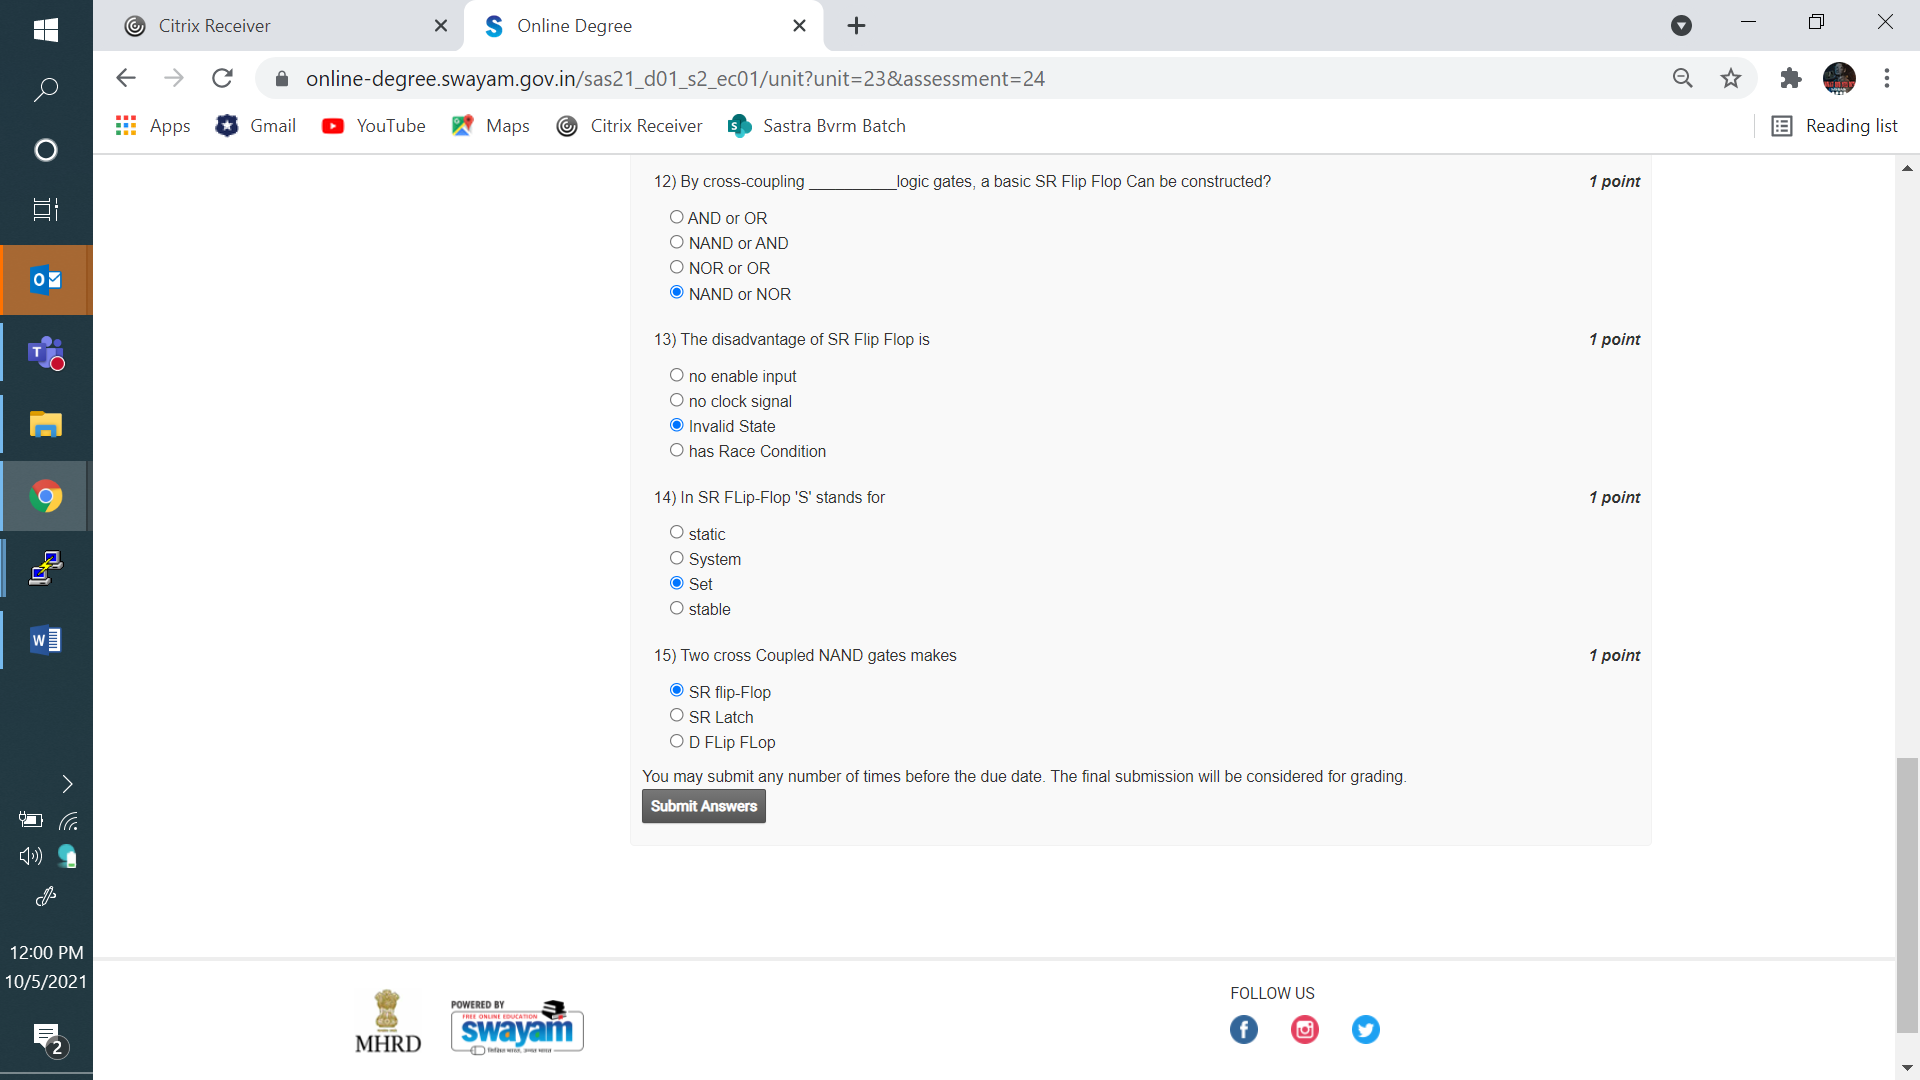 Citrix Receiver
Online Degree
online-degree.swayam.gov.in/sas21_d01_s2_ec01/unit?unit=23&assessment=24
Apps
Gmail
YouTube
Maps
Citrix Receiver
Sastra Bvrm Batch
Reading list
12) By cross-coupling __________logic gates, a basic SR Flip Flop Can be constructed? 1 point
AND or OR
NAND or AND
NOR or OR
NAND or NOR
13) The disadvantage of SR Flip Flop is 1 point
no enable input
no clock signal
Invalid State
has Race Condition
14) In SR FLip-Flop 'S' stands for 1 point
static
System
Set
stable
15) Two cross Coupled NAND gates makes 1 point
SR flip-Flop
SR Latch
D FLip FLop
You may submit any number of times before the due date. The final submission will be considered for grading.
Submit Answers
12:00 PM
10/5/2021
2
MHRD
POWERED BY
FREE ONLINE EDUCATION
swayam
FOLLOW US